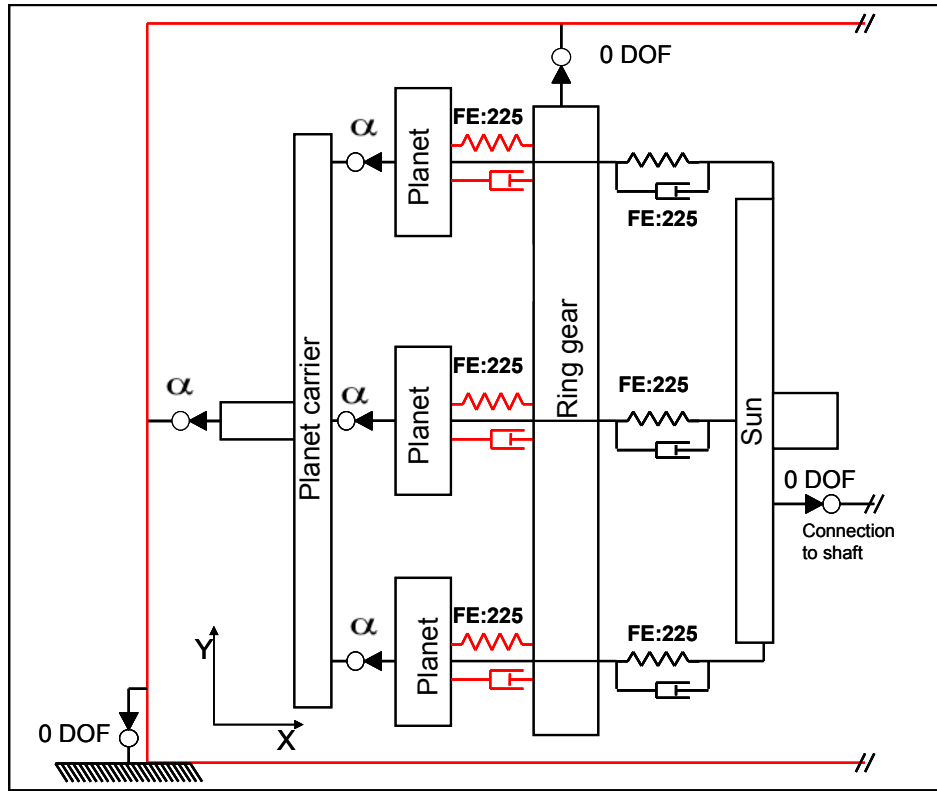 0 DOF
α
Planet
FE:225
FE:225
α
Planet carrier
α
Planet
FE:225
Ring gear
FE:225
Sun
0 DOF
Connection
to shaft
α
Planet
FE:225
FE:225
Y
X
0 DOF